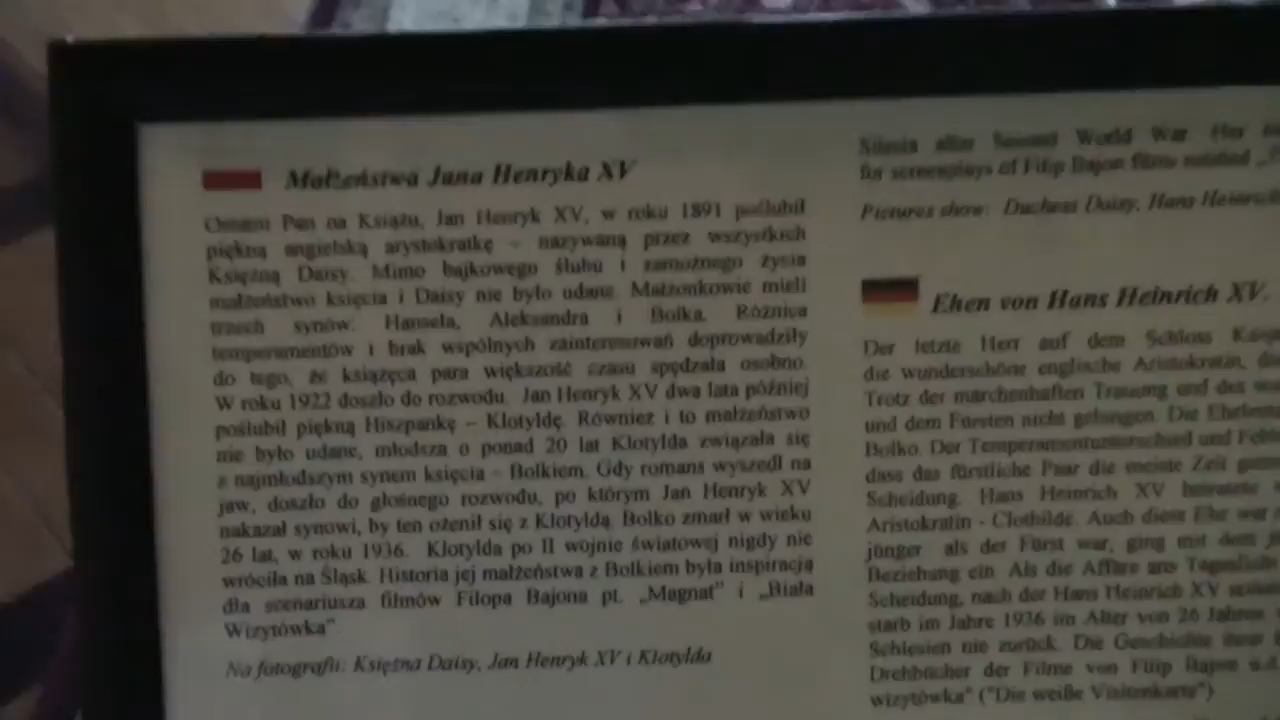 Małżeństwa Jana Henryka XV
Ostatni Pan na Książu, Jan Henryk XV, w roku 1891 poślubił
piękną angielską arystokratkę – nazywaną przez wszystkich
Księżną Daisy. Mimo bajkowego ślubu i zamożnego życia
małżeństwo księcia i Daisy nie było udane. Małżonkowie mieli
trzech synów: Hansela, Aleksandra i Bolka. Różnica
temperamentów i brak wspólnych zainteresowań doprowadziły
do tego, że książęca para większość czasu spędzała osobno.
W roku 1922 doszło do rozwodu. Jan Henryk XV dwa lata później
poślubił piękną Hiszpankę – Klotyldę. Również i to małżeństwo
nie było udane, młodsza o ponad 20 lat Klotylda związała się
z najmłodszym synem księcia – Bolkiem. Gdy romans wyszedł na
jaw, doszło do głośnego rozwodu, po którym Jan Henryk XV
nakazał synowi, by ten ożenił się z Klotyldą. Bolko zmarł w wieku
26 lat, w roku 1936. Klotylda po II wojnie światowej nigdy nie
wróciła na Śląsk. Historia jej małżeństwa z Bolkiem była inspiracją
dla scenariusza filmów Filopa Bajona pt. „Magnat” i „Biała
Wizytówka”
Na fotografii: Księżna Daisy, Jan Henryk XV i Klotylda
Silesia after Second World War. Her
for screenplays of Filip Bajon films entitled
Pictures show: Duchess Daisy, Hans Heinrich
Ehen von Hans Heinrich XV.
Der letzte Herr auf dem Schloss
die wunderschöne englische Aristokratin,
Trotz der märchenhaften Trauung und des
und dem Fürsten nicht gelungen. Die
Bolko. Der Temperamentunterschied und
dass das fürstliche Paar die meiste Zeit
Scheidung. Hans Heinrich XV heiratete
Aristokratin - Clothilde. Auch diese Ehe war
jünger als der Fürst war, ging mit dem
Beziehung ein. Als die Affäre ans Tageslicht
Scheidung, nach der Hans Heinrich XV
starb im Jahre 1936 im Alter von 26 Jahren
Schlesien nie zurück. Die Geschichte ihrer
Drehbücher der Filme von Filip Bajon u.d.
wizytówka" ("Die weiße Visitenkarte")